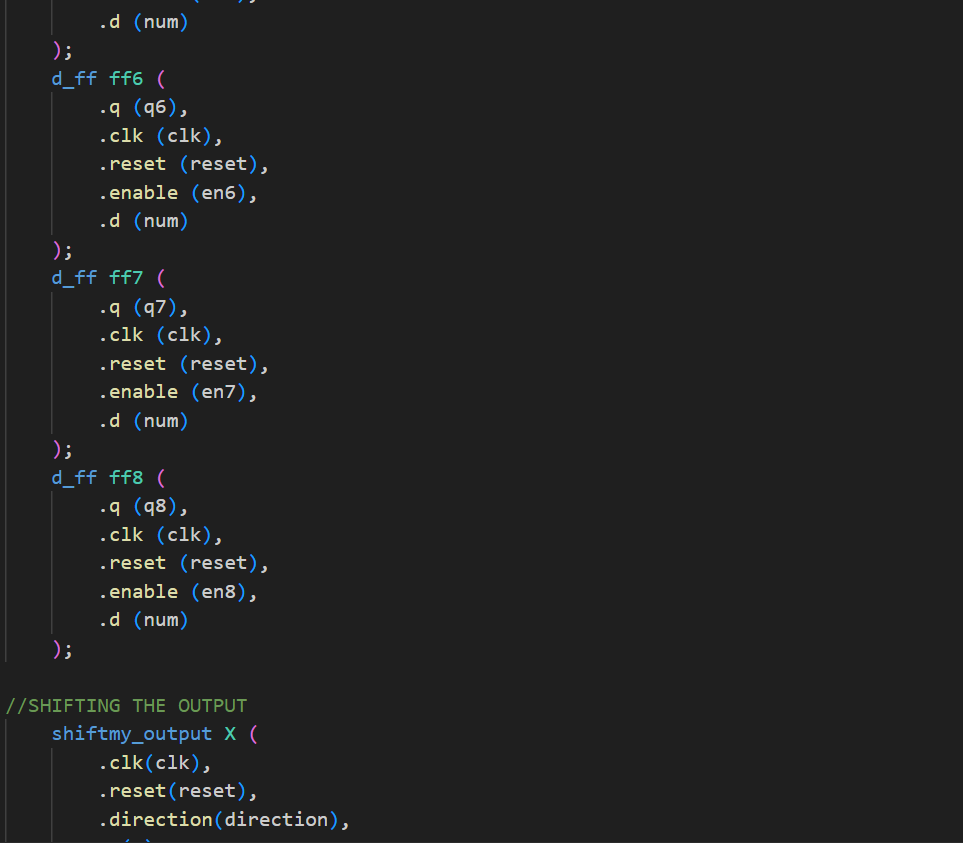 .d (num)
);
d_ff ff6 (
.q (q6),
.clk (clk),
.reset (reset),
.enable (en6),
.d (num)
);
d_ff ff7 (
.q (q7),
.clk (clk),
.reset (reset),
.enable (en7),
.d (num)
);
d_ff ff8 (
.q (q8),
.clk (clk),
.reset (reset),
.enable (en8),
.d (num)
);
//SHIFTING THE OUTPUT
shiftmy_output X (
.clk(clk),
.reset(reset),
.direction(direction),